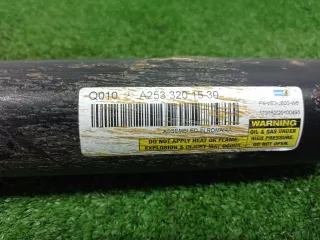 Q010 A253 320 15 30
ASSEMBLED IN ROMANIA
WARNING
OIL & GAS UNDER
HIGH PRESSURE
DO NOT APPLY HEAT OR FLAME
DO NOT OPEN
EXPLOSION & INJURY MAY OCCUR